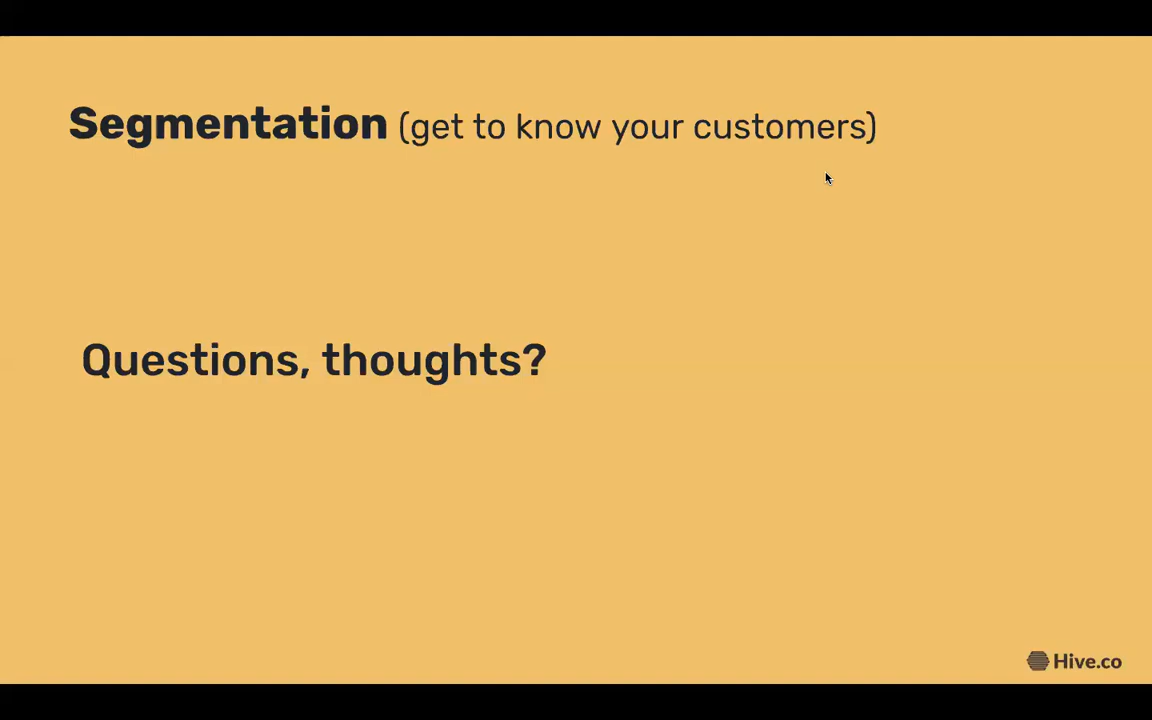 Segmentation (get to know your customers)
Questions, thoughts?
Hive.co